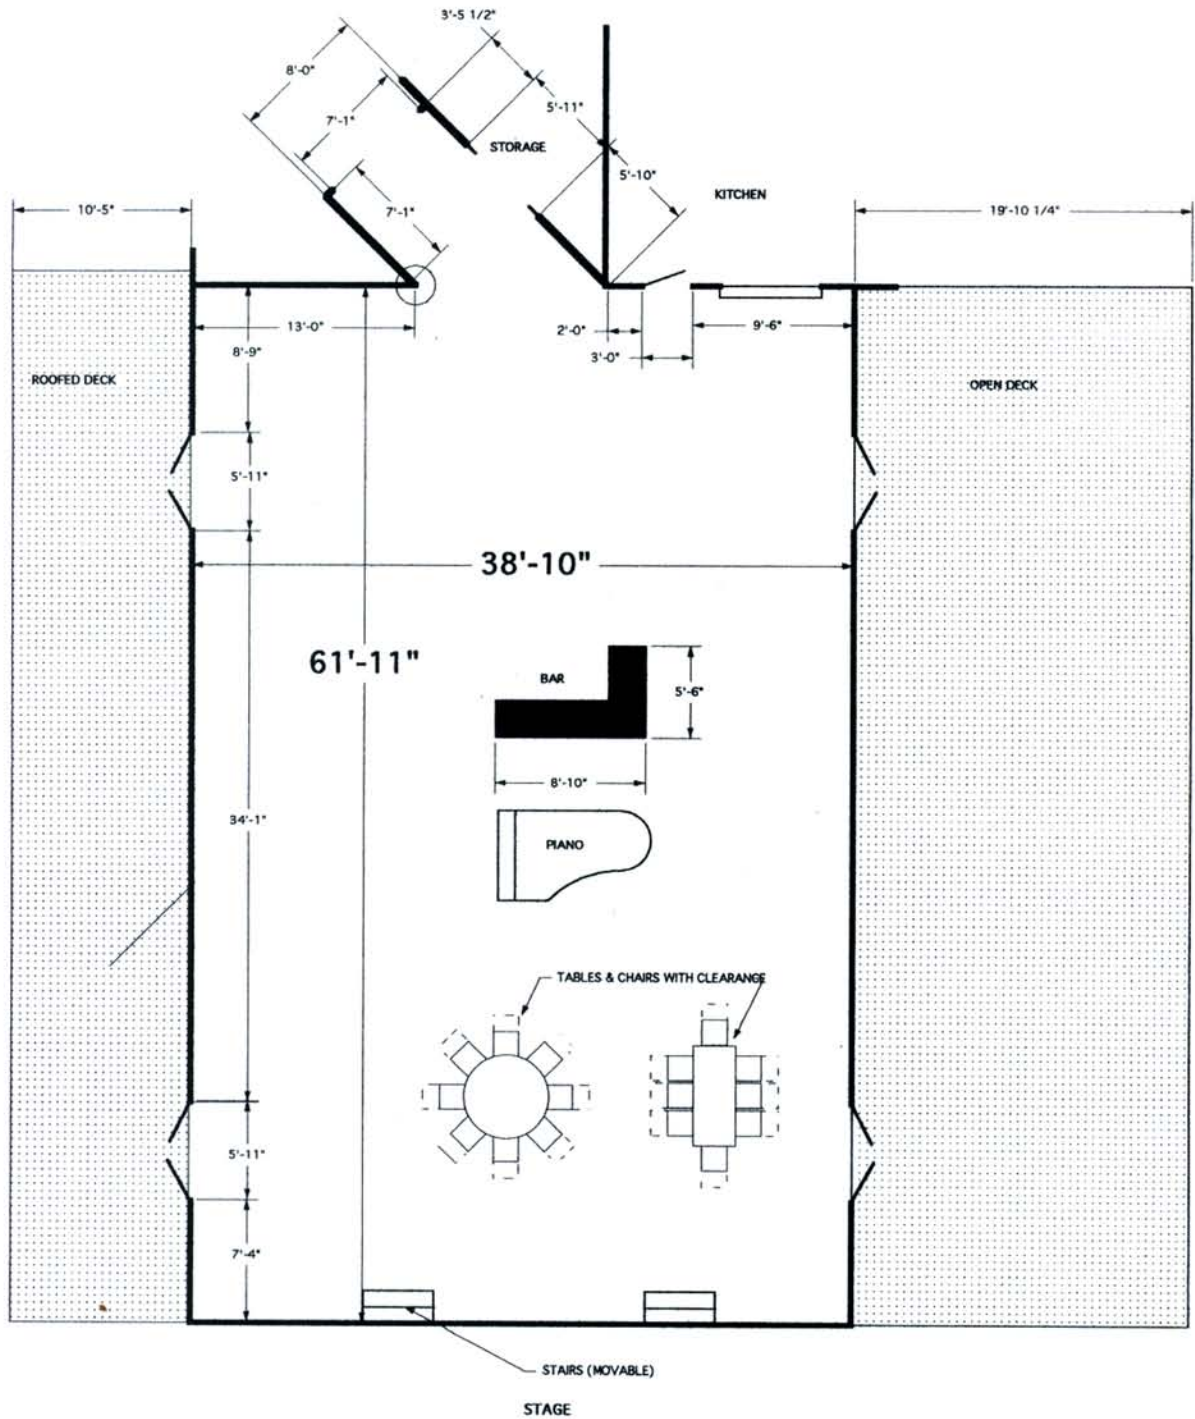 3'-5 1/2"
8'-0"
5'-11"
7'-1"
STORAGE
5'-10"
KITCHEN
10'-5"
7'-1"
19'-10 1/4"
13'-0"
2'-0"
9'-6"
8'-9"
3'-0"
ROOFED DECK
OPEN DECK
5'-11"
38'-10"
61'-11"
BAR
5'-6"
8'-10"
34'-1"
PIANO
TABLES & CHAIRS WITH CLEARANCE
5'-11"
7'-4"
STAIRS (MOVABLE)
STAGE